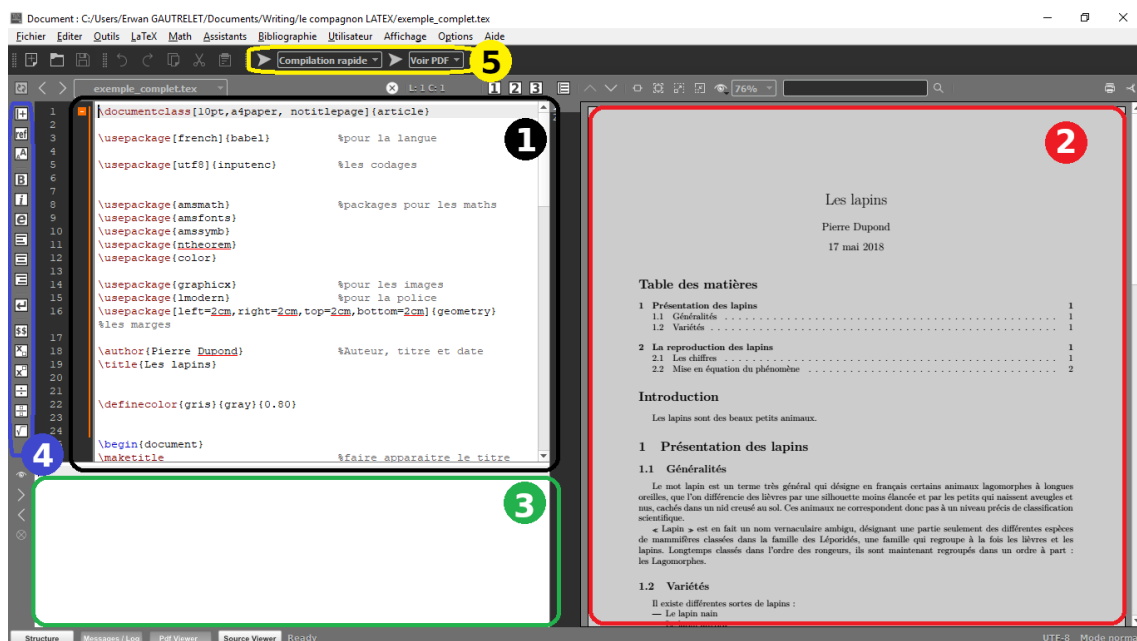 Document : C:/Users/Erwan GAUTRELET/Documents/Writing/le compagnon LATEX/exemple_complet.tex
Fichier Editer Outils LaTeX Math Assistants Bibliographie Utilisateur Affichage Options Aide
Compilation rapide Voir PDF 5
exemple_complet.tex L: 1 C: 1 1 2 3 76%
1 \documentclass[10pt,a4paper, notitlepage]{article}
2
3 \usepackage[french]{babel} %pour la langue
4
5 \usepackage[utf8]{inputenc} %les codages
6
7
8 \usepackage{amsmath} %packages pour les maths
9 \usepackage{amsfonts}
10 \usepackage{amssymb}
11 \usepackage{ntheorem}
12 \usepackage{color}
13
14 \usepackage{graphicx} %pour les images
15 \usepackage{lmodern} %pour la police
16 \usepackage[left=2cm,right=2cm,top=2cm,bottom=2cm]{geometry}
%les marges
17
18 \author{Pierre Dupond} %Auteur, titre et date
19 \title{Les lapins}
20
21
22 \definecolor{gris}{gray}{0.80}
23
24
\begin{document}
\maketitle %faire apparaitre le titre
1
4
3
2
Les lapins
Pierre Dupond
17 mai 2018
Table des matières
1 Présentation des lapins 1
1.1 Généralités 1
1.2 Variétés 1
2 La reproduction des lapins 1
2.1 Les chiffres 1
2.2 Mise en équation du phénomène 2
Introduction
Les lapins sont des beaux petits animaux.
1 Présentation des lapins
1.1 Généralités
Le mot lapin est un terme très général qui désigne en français certains animaux lagomorphes à longues
oreilles, que l'on différencie des lièvres par une silhouette moins élancée et par les petits qui naissent aveugles et
nus, cachés dans un nid creusé au sol. Ces animaux ne correspondent donc pas à un niveau précis de classification
scientifique.
« Lapin » est en fait un nom vernaculaire ambigu, désignant une partie seulement des différentes espèces
de mammifères classées dans la famille des Léporidés, une famille qui regroupe à la fois les lièvres et les
lapins. Longtemps classés dans l'ordre des rongeurs, ils sont maintenant regroupés dans un ordre à part :
les Lagomorphes.
1.2 Variétés
Il existe différentes sortes de lapins :
— Le lapin nain
Structure Messages / Log Pdf Viewer Source Viewer Ready UTF-8 Mode norma